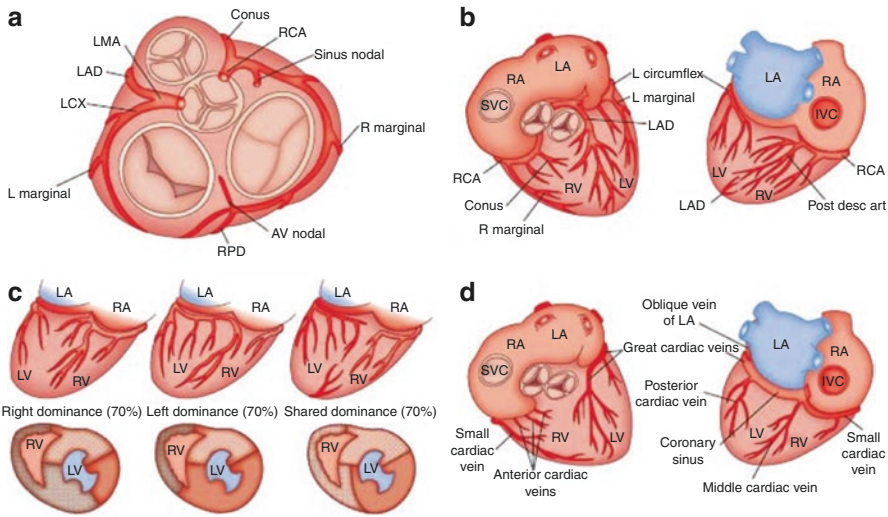 a
Conus
LMA
RCA
LAD
Sinus nodal
LCX
R marginal
L marginal
AV nodal
RPD
b
RA
LA
SVC
L circumflex
L marginal
LAD
RCA
Conus
RV
LV
R marginal
LA
RA
IVC
LV
RV
RCA
LAD
Post desc art
c
LA
RA
LV
RV
LA
RA
LV
RV
LA
RA
LV
RV
Right dominance (70%)
Left dominance (70%)
Shared dominance (70%)
RV
LV
RV
LV
RV
LV
d
RA
LA
SVC
Great cardiac veins
Small
cardiac
vein
RV
LV
Anterior cardiac
veins
Oblique vein
of LA
LA
RA
IVC
Posterior
cardiac vein
LV
RV
Coronary
sinus
Small
cardiac
vein
Middle cardiac vein